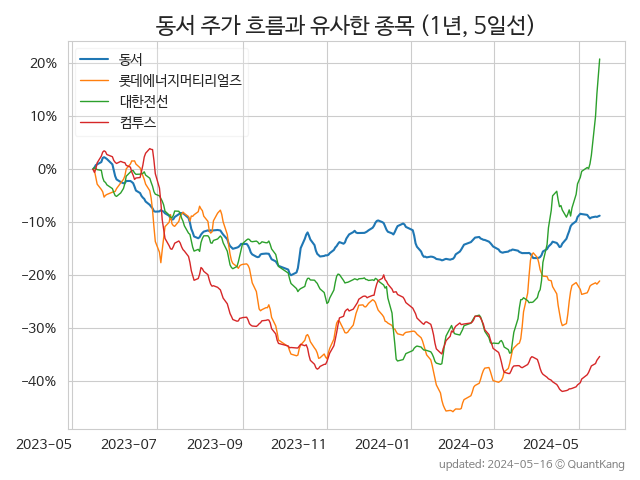 동서 주가 흐름과 유사한 종목 (1년, 5일선)
동서
롯데에너지머티리얼즈
대한전선
컴투스
20%
10%
0%
−10%
−20%
−30%
−40%
2023-05 2023-07 2023-09 2023-11 2024-01 2024-03 2024-05
updated: 2024-05-16 © QuantKang